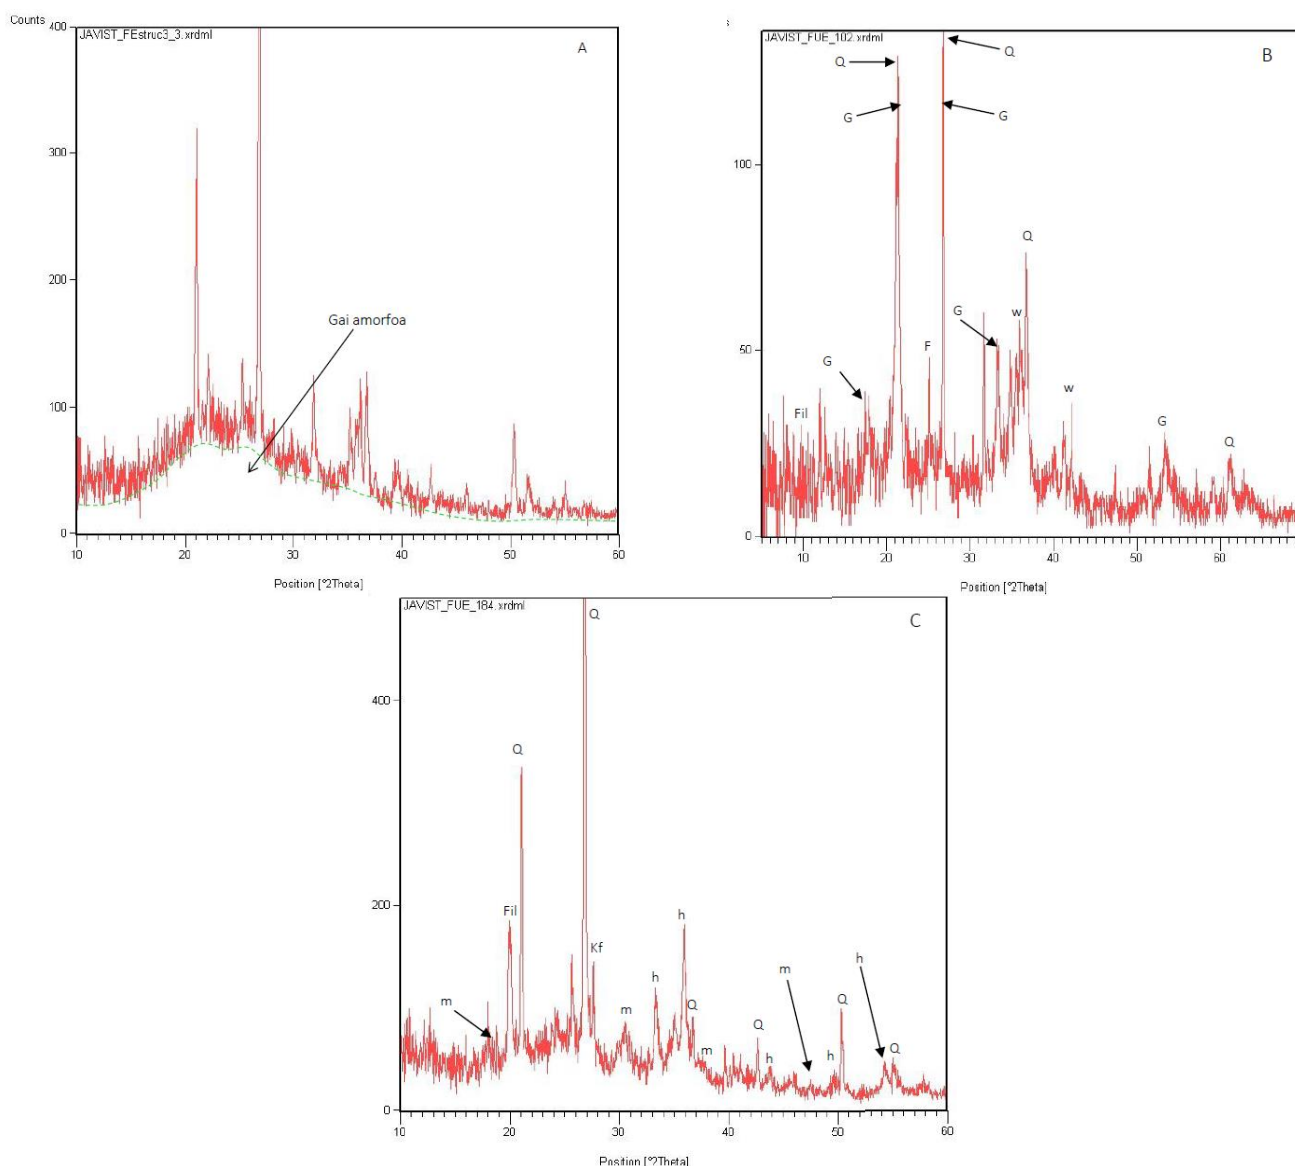 Counts
400
JAVIST_FEstruc3_3.xrdml
A
300
200
Gai amorfoa
100
0
10
20
30
40
50
60
Position [°2Theta]
s
JAVIST_FUE_102.xrdml
B
Q
Q
G
G
100
Q
G
w
50
F
G
w
Fil
G
Q
0
10
20
30
40
50
60
Position [°2Theta]
JAVIST_FUE_184.xrdml
C
Q
400
Q
200
Fil
h
Kf
h
m
m
h
Q
Q
m
Q
m
h
h
Q
0
10
20
30
40
50
60
Position [°2Theta]